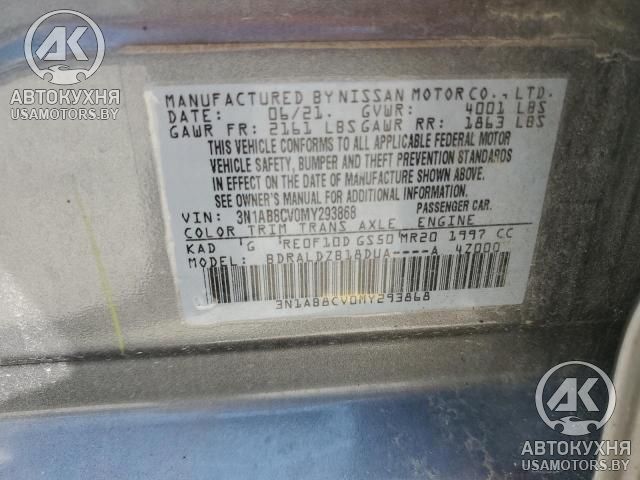 AK
АВТОКУХНЯ
USAMOTORS.BY
MANUFACTURED BY NISSAN MOTOR CO., LTD.
DATE: 06/21. GVWR: 4001 LBS
GAWR FR: 2161 LBS GAWR RR: 1863 LBS
THIS VEHICLE CONFORMS TO ALL APPLICABLE FEDERAL MOTOR
VEHICLE SAFETY, BUMPER AND THEFT PREVENTION STANDARDS
IN EFFECT ON THE DATE OF MANUFACTURE SHOWN ABOVE.
SEE OWNER'S MANUAL FOR ADDITIONAL INFORMATION.
VIN: 3N1AB8CV0MY293868 PASSENGER CAR.
COLOR TRIM TRANS AXLE ENGINE
KAD G RE0F10D GS50 MR20 1997 CC
MODEL: BDRALDZB18DUA----A 4Z000
3N1AB8CV0MY293868
AK
АВТОКУХНЯ
USAMOTORS.BY